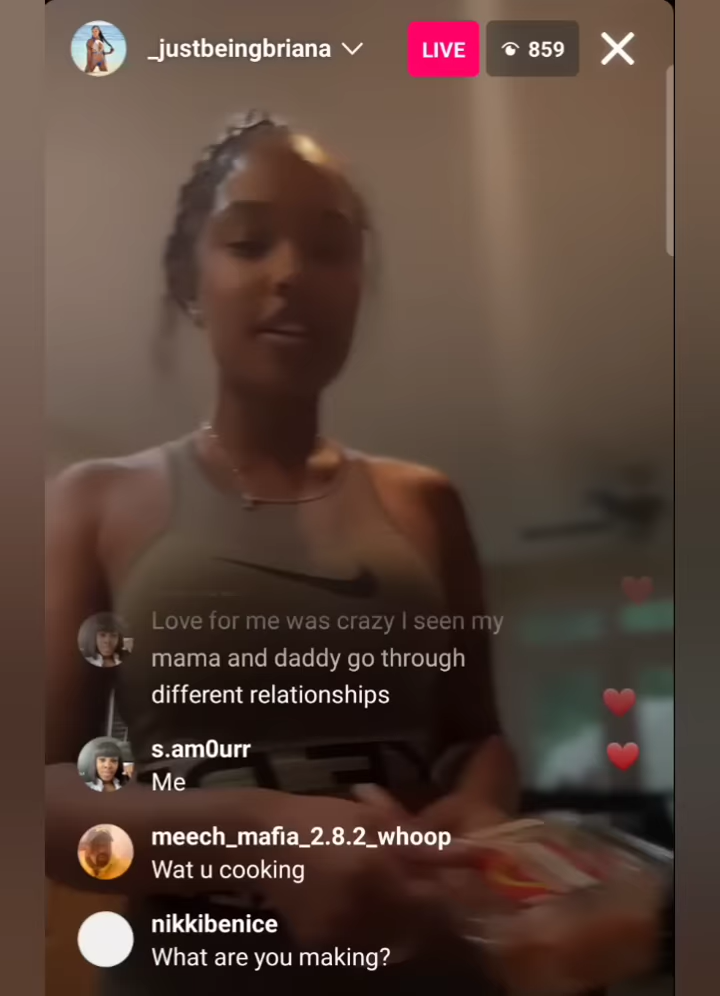 _justbeingbriana
LIVE
859
Love for me was crazy I seen my
mama and daddy go through
different relationships
s.am0urr
Me
meech_mafia_2.8.2_whoop
Wat u cooking
nikkibenice
What are you making?